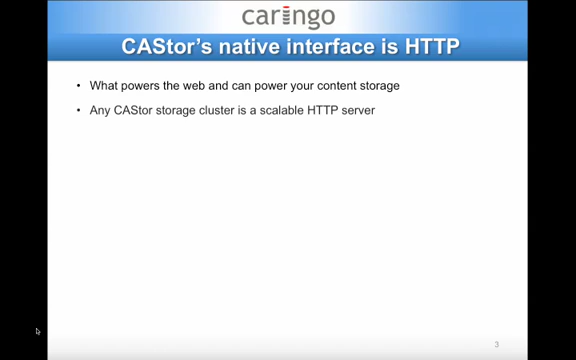 caringo
CAStor's native interface is HTTP
• What powers the web and can power your content storage
• Any CAStor storage cluster is a scalable HTTP server
3